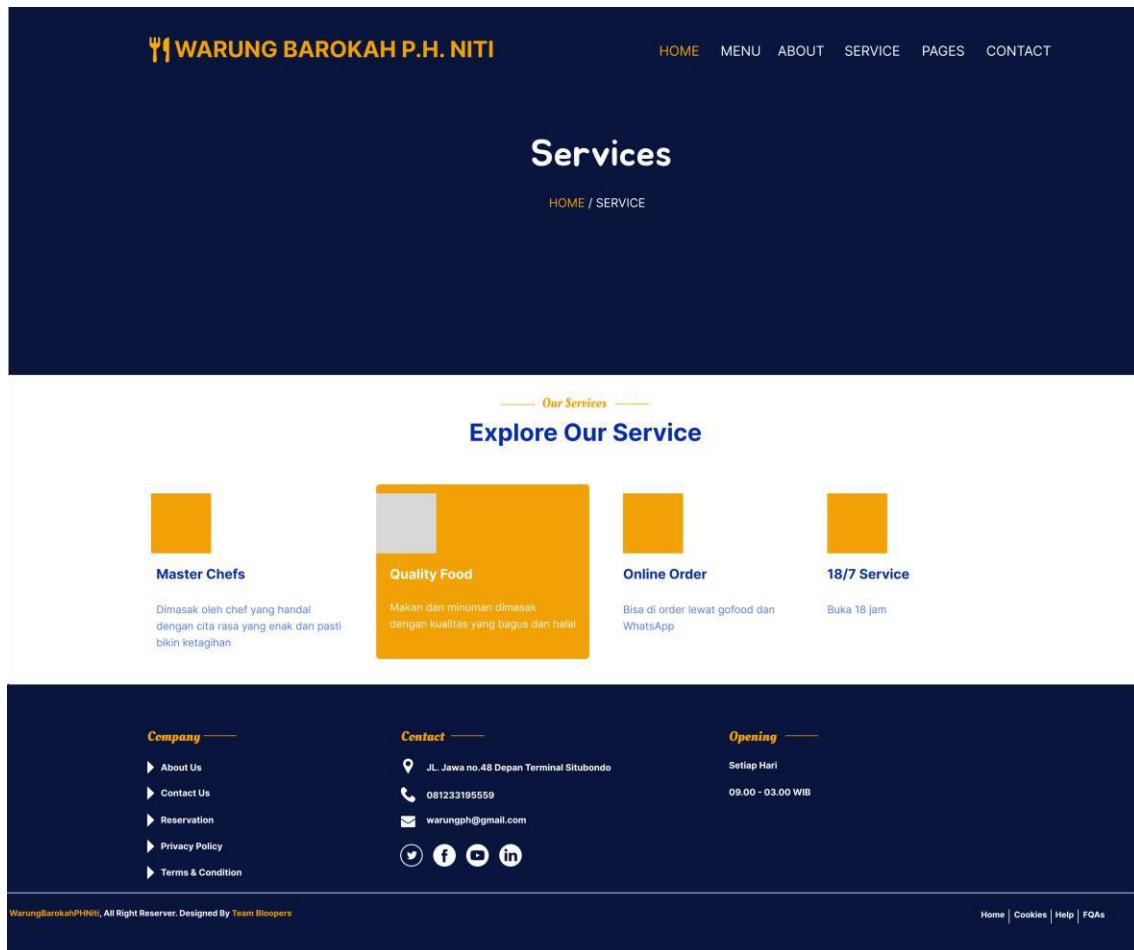 WARUNG BAROKAH P.H. NITI
HOME MENU ABOUT SERVICE PAGES CONTACT
Services
HOME / SERVICE
Our Services
Explore Our Service
Master Chefs
Dimasak oleh chef yang handal
dengan cita rasa yang enak dan pasti
bikin ketagihan
Quality Food
Makan dan minuman dimasak
dengan kualitas yang bagus dan halal
Online Order
Bisa di order lewat gofood dan
WhatsApp
18/7 Service
Buka 18 jam
Company
About Us
Contact Us
Reservation
Privacy Policy
Terms & Condition
Contact
JL. Jawa no.48 Depan Terminal Situbondo
081233195559
warungph@gmail.com
Opening
Setiap Hari
09.00 - 03.00 WIB
WarungBarokahPHNiti, All Right Reserver. Designed By Team Bloopers
Home | Cookies | Help | FQAs